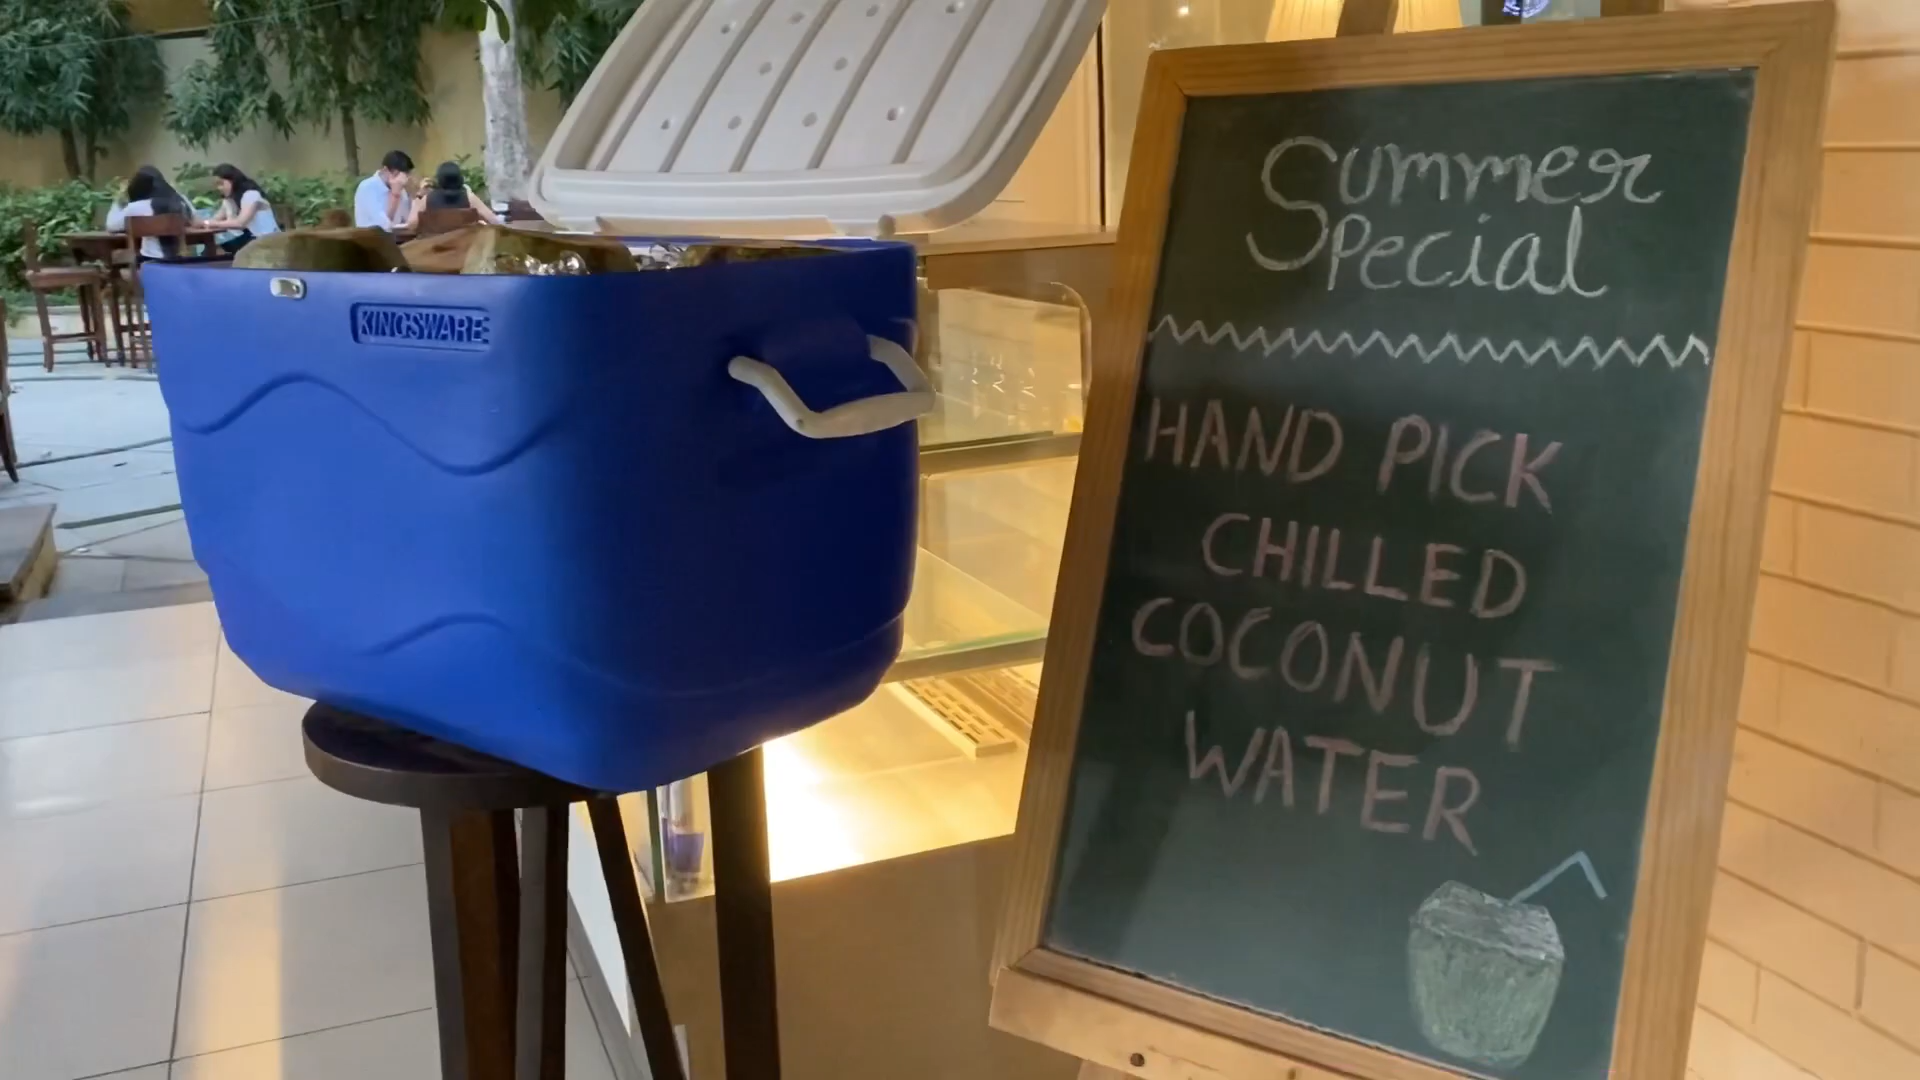 KINGSWARE
Summer
Special
HAND PICK
CHILLED
COCONUT
WATER